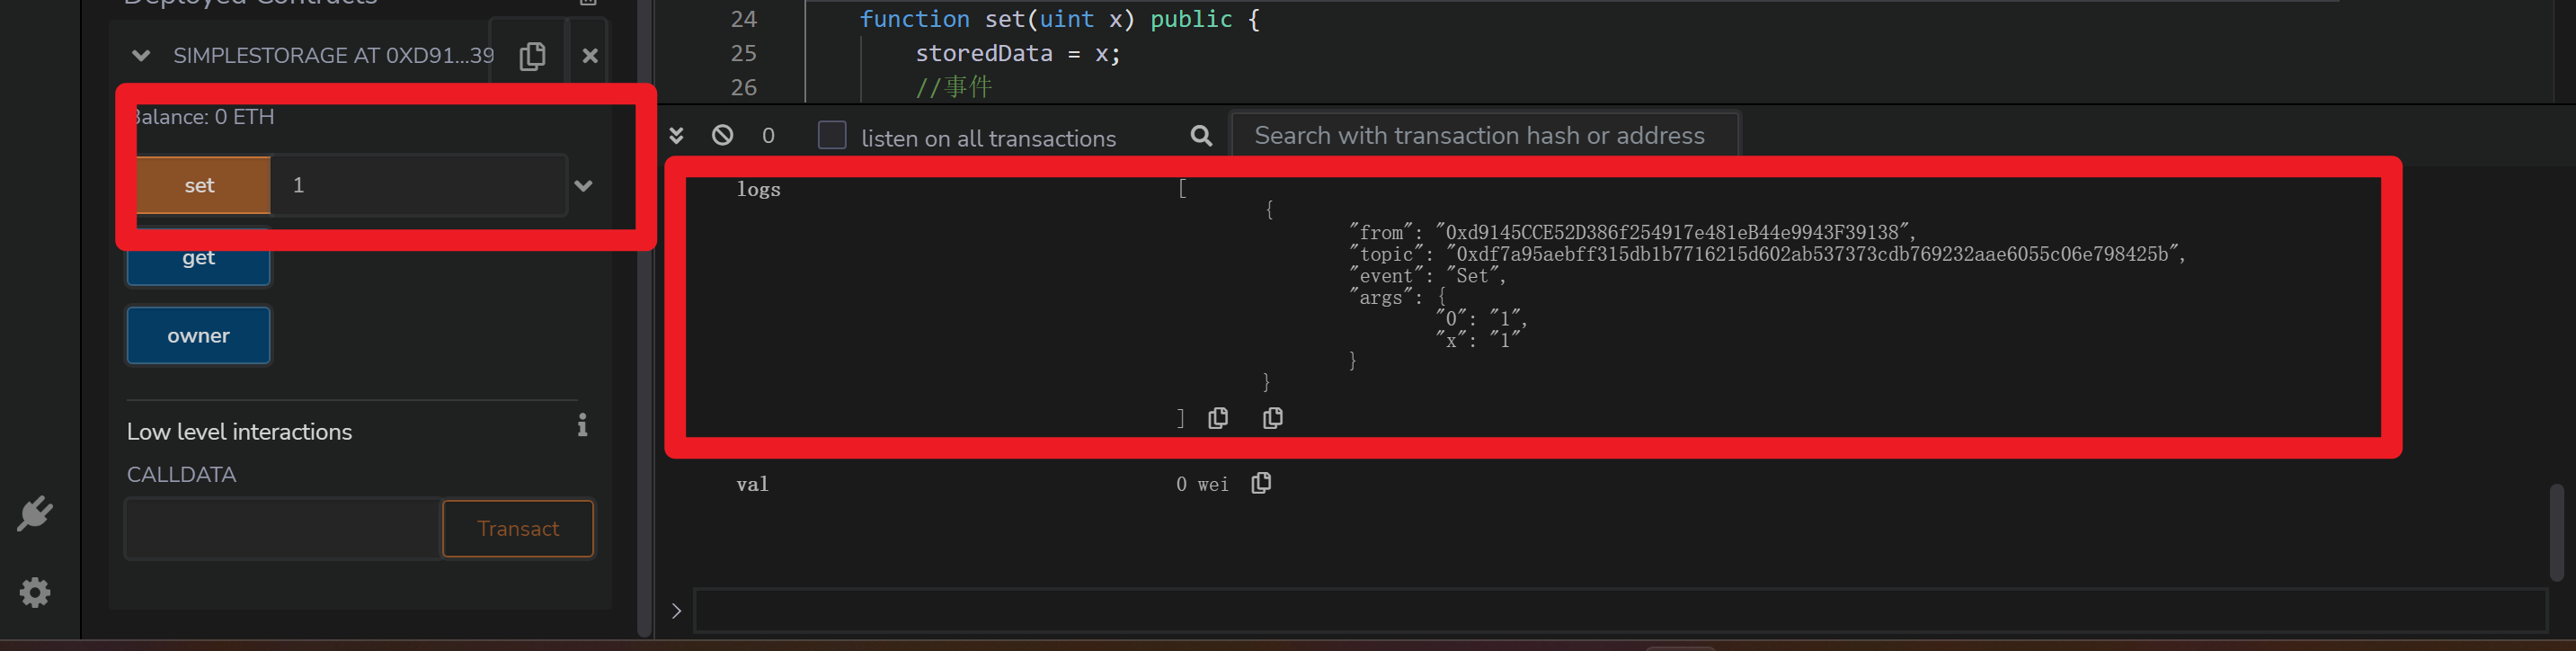 Deployed Contracts
SIMPLESTORAGE AT 0XD91...39
Balance: 0 ETH
set
1
get
owner
Low level interactions
CALLDATA
Transact
24 function set(uint x) public {
25 storedData = x;
26 //事件
0
listen on all transactions
Search with transaction hash or address
logs
[
{
"from": "0xd9145CCE52D386f254917e481eB44e9943F39138",
"topic": "0xdf7a95aebff315db1b7716215d602ab537373cdb769232aae6055c06e798425b",
"event": "Set",
"args": {
"0": "1",
"x": "1"
}
}
]
val 0 wei
>